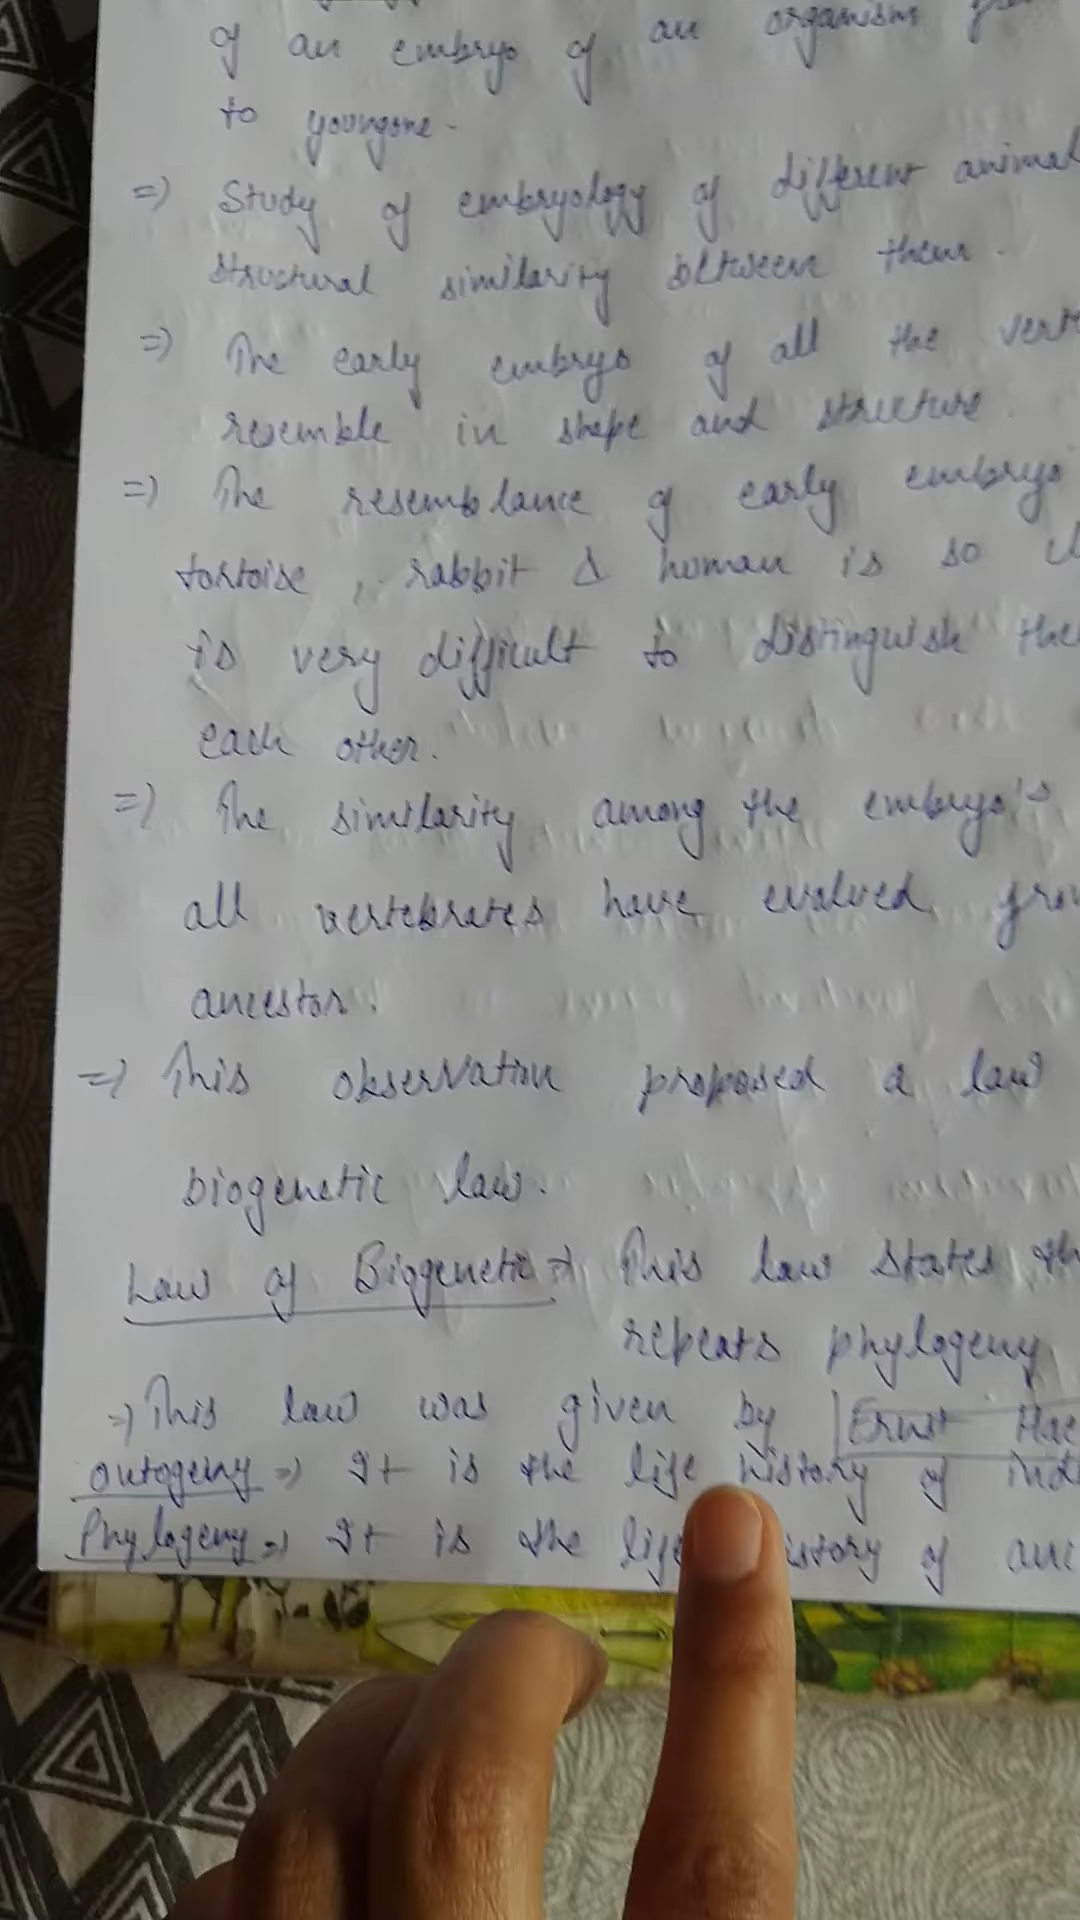 of an embryo of an organism
to youngone.
=) Study of embryology of different animal
structural similarity between them.
=) The early embryo of all the vert
resemble in shape and structure.
=) The resemblance of early embryo
tortoise, rabbit & human is so
is very difficult to distinguish the
each other.
=) The similarity among the embryo's
all vertebrates have evolved
ancestor.
=) This observation proposed a law
biogenetic law.
Law of Biogenetic => This law states th
repeats phylogeny
=) This law was given by Ernst Hae
Ontogeny => It is the life history of ind
Phylogeny => It is the life history of anc